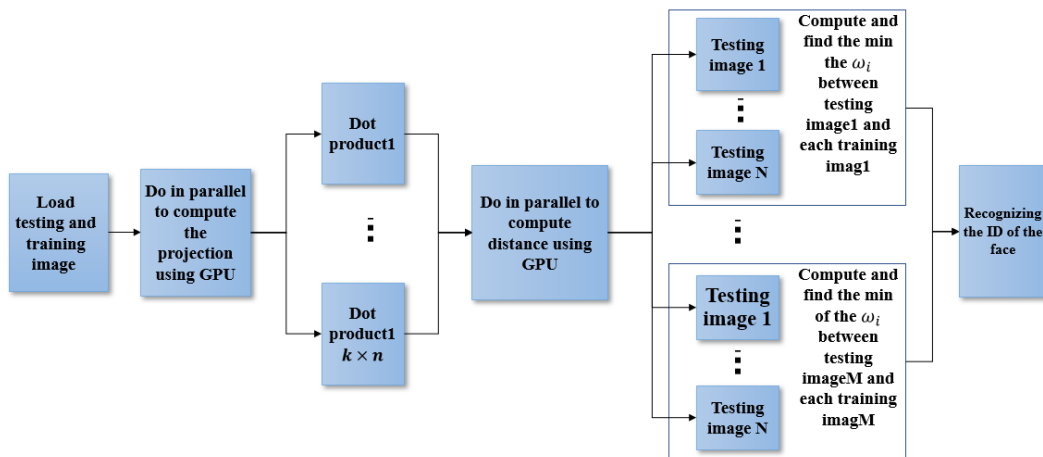 Load
testing and
training
image
Do in parallel
to compute
the
projection
using GPU
Dot
product1
Dot
product1
k × n
Do in parallel to
compute
distance using
GPU
Testing
image 1
Testing
image N
Compute and
find the min
the ωᵢ
between
testing
image1 and
each training
imag1
Testing
image 1
Testing
image N
Compute and
find the min
of the ωᵢ
between
testing
imageM and
each training
imagM
Recognizing
the ID of the
face